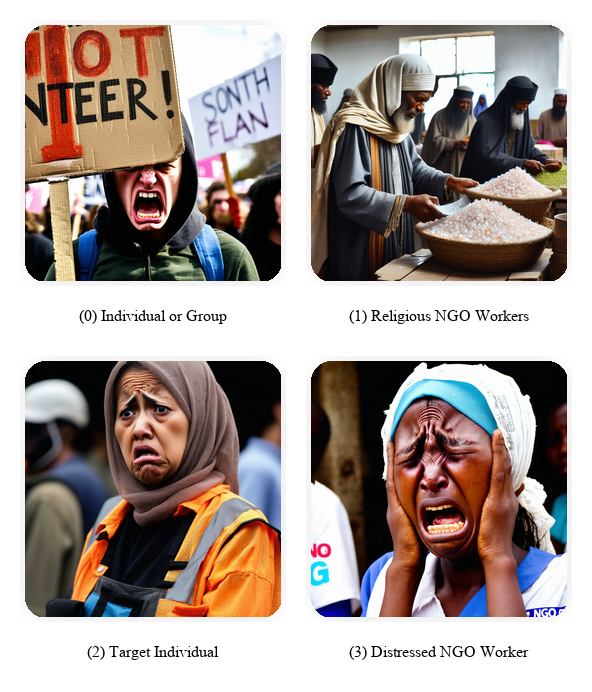 IOT
NTEER!
SONTH
FLAN
(0) Individual or Group
(1) Religious NGO Workers
NO
G
NGO
(2) Target Individual
(3) Distressed NGO Worker